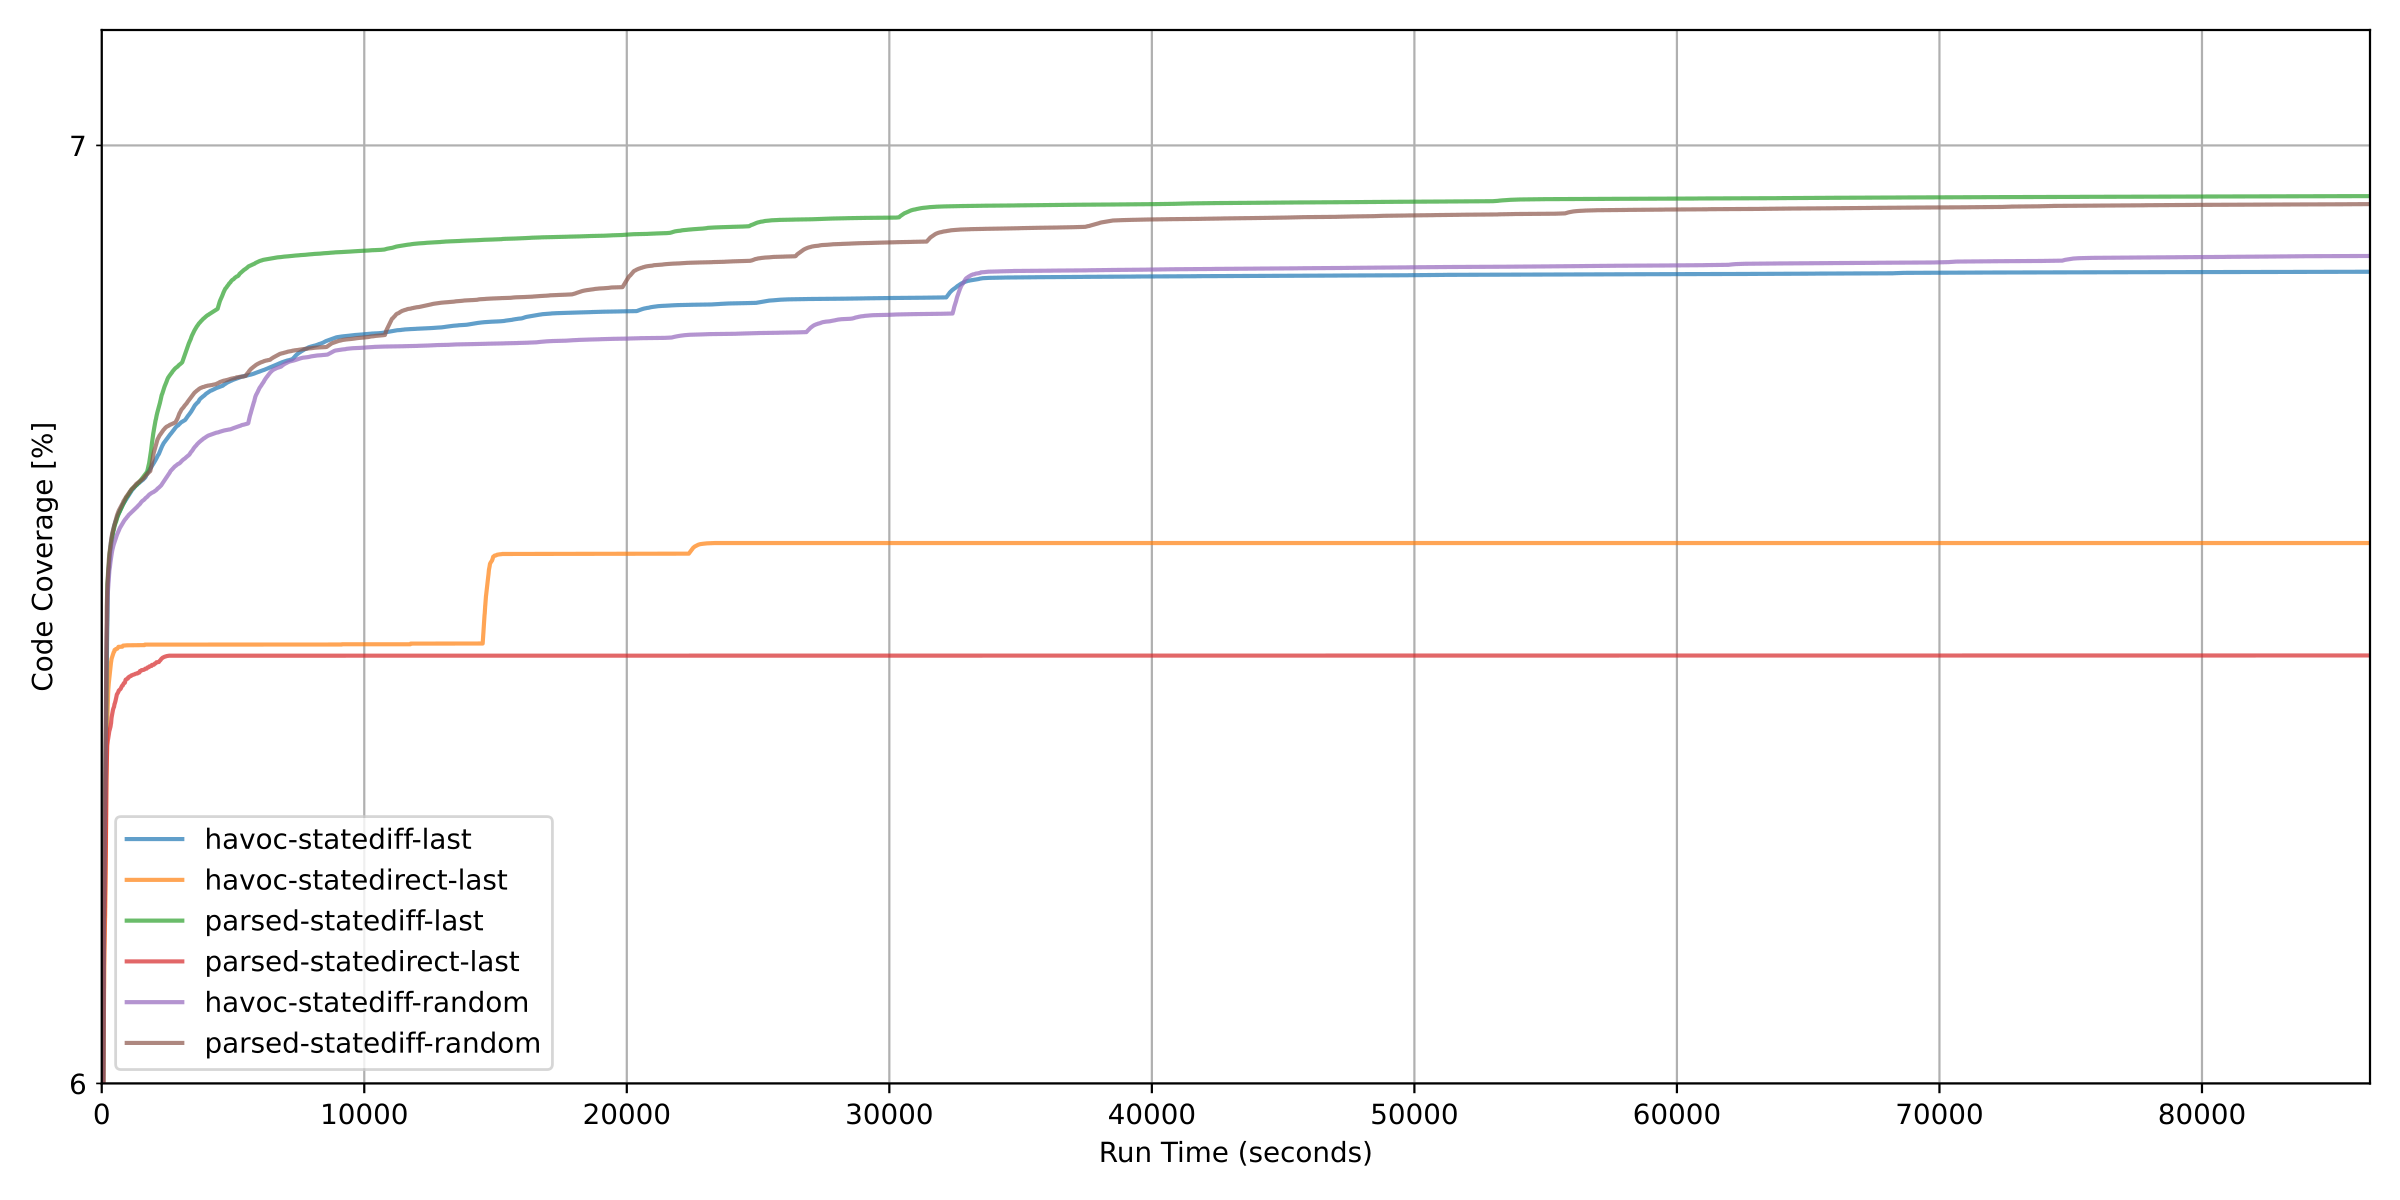 Code Coverage [%]
7
6
havoc-statediff-last
havoc-statedirect-last
parsed-statediff-last
parsed-statedirect-last
havoc-statediff-random
parsed-statediff-random
0 10000 20000 30000 40000 50000 60000 70000 80000
Run Time (seconds)